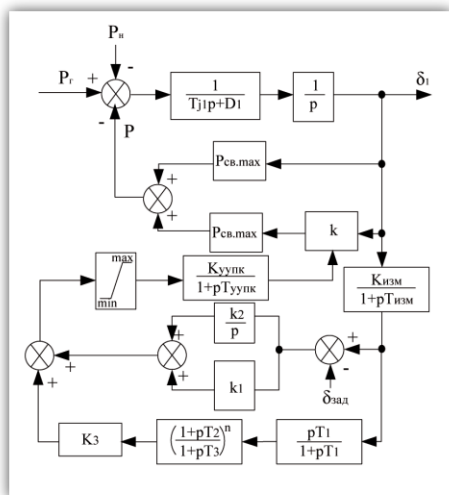 Pн
Pг + - 1 Tj1p+D1 1 p δ1
- P
+ Pсв.max
+ Pсв.max k
max min Kуупк 1+pTуупк Kизм 1+pTизм
k2 p
+ + + + - 
+ + k1 δзад
K3 (1+pT2 1+pT3)n pT1 1+pT1